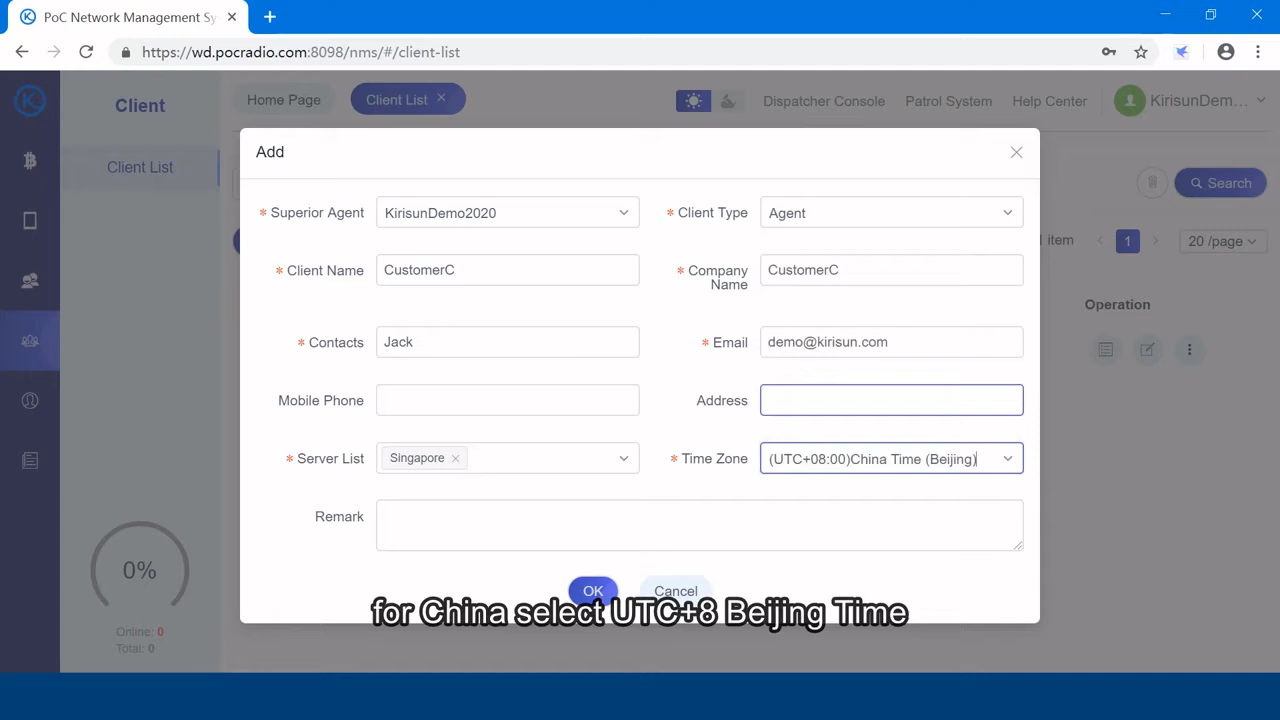 PoC Network Management Sy
https://wd.pocradio.com:8098/nms/#/client-list
Client
Home Page
Client List
Dispatcher Console
Patrol System
Help Center
KirisunDem...
Client List
Add
Search
* Superior Agent
KirisunDemo2020
* Client Type
Agent
item
1
20 /page
* Client Name
CustomerC
* Company Name
CustomerC
Operation
* Contacts
Jack
* Email
demo@kirisun.com
Mobile Phone
Address
* Server List
Singapore
* Time Zone
(UTC+08:00)China Time (Beijing)
Remark
0%
OK
Cancel
for China select UTC+8 Beijing Time
Online: 0
Total: 0